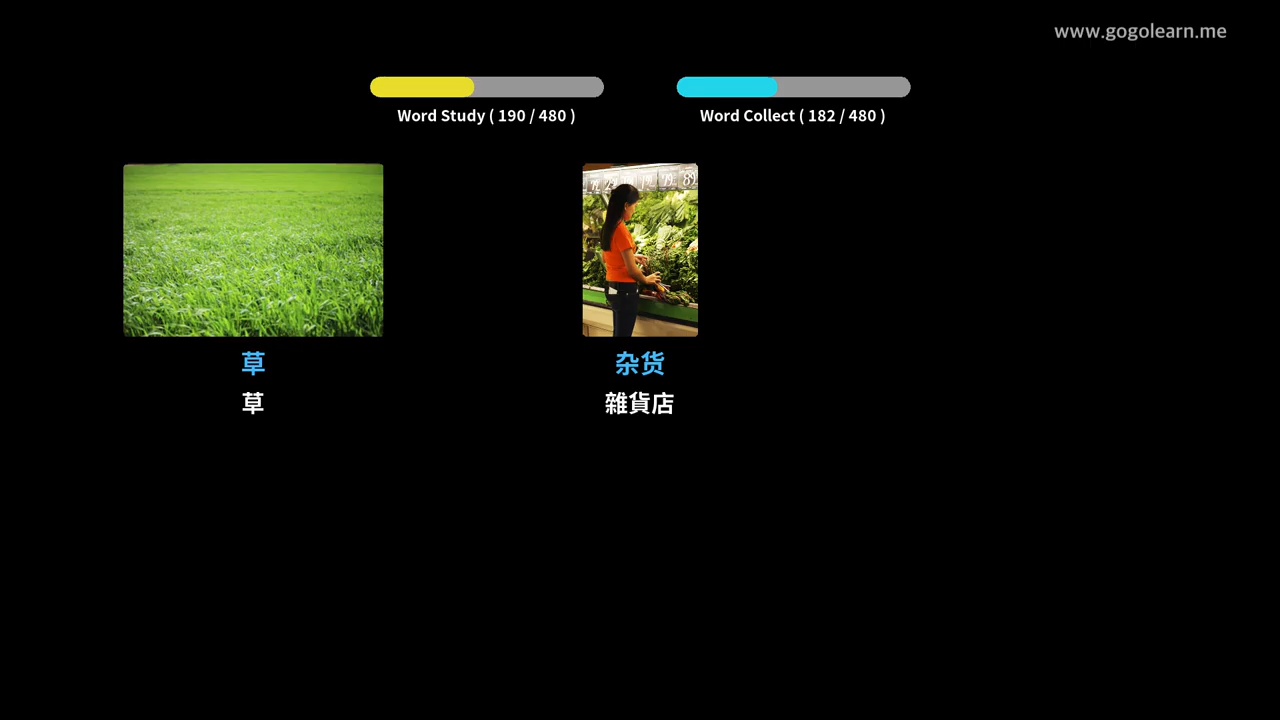 www.gogolearn.me
Word Study ( 190 / 480 )
Word Collect ( 182 / 480 )
草
草
杂货
雜貨店